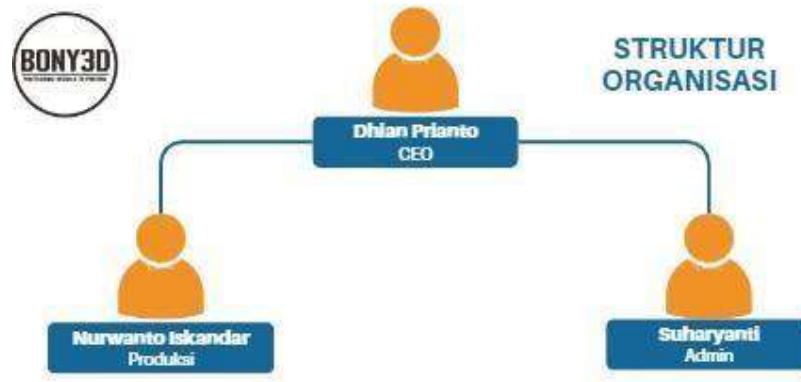 BONY3D
STRUKTUR
ORGANISASI
Dhian Prianto
CEO
Nurwanto Iskandar
Produksi
Suharyanti
Admin